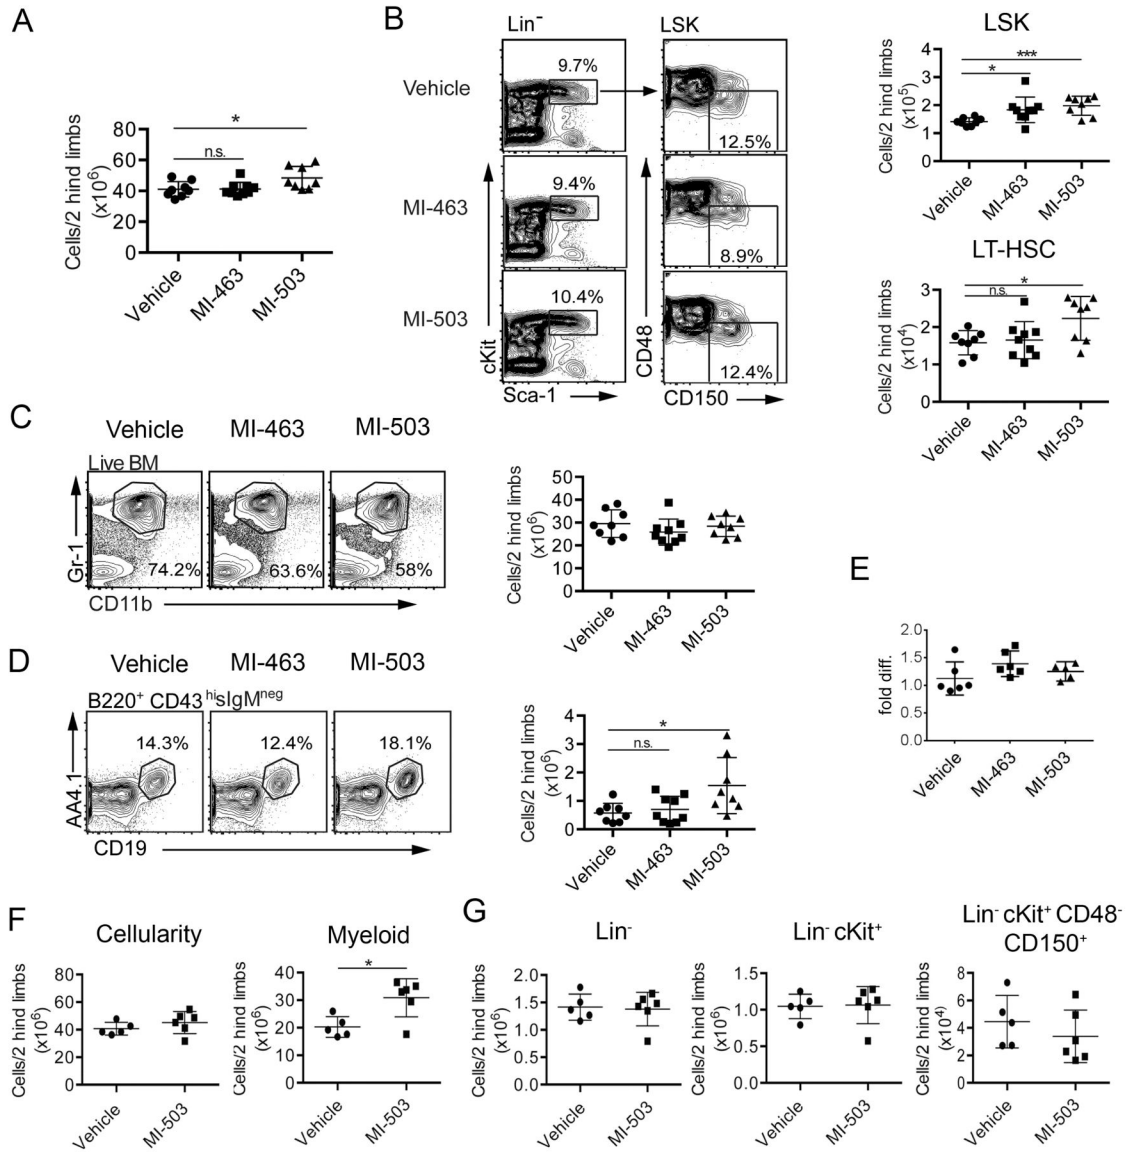 A
Cells/2 hind limbs
(x10⁶)
80
60
40
20
0
*
n.s.
Vehicle
MI-463
MI-503
B
Lin⁻
LSK
Vehicle
9.7%
12.5%
MI-463
9.4%
8.9%
MI-503
10.4%
12.4%
cKit
Sca-1
CD48
CD150
LSK
Cells/2 hind limbs
(x10⁵)
4
3
2
1
0
***
*
Vehicle
MI-463
MI-503
LT-HSC
Cells/2 hind limbs
(x10⁴)
3
2
1
0
*
n.s.
Vehicle
MI-463
MI-503
C
Vehicle MI-463 MI-503
Live BM
Gr-1
74.2% 63.6% 58%
CD11b
Cells/2 hind limbs
(x10⁶)
50
40
30
20
10
0
Vehicle
MI-463
MI-503
D
Vehicle MI-463 MI-503
B220⁺ CD43ʰⁱsIgMⁿᵉᵍ
14.3% 12.4% 18.1%
AA4.1
CD19
Cells/2 hind limbs
(x10⁶)
4
3
2
1
0
*
n.s.
Vehicle
MI-463
MI-503
E
fold diff.
2.0
1.5
1.0
0.5
0.0
Vehicle
MI-463
MI-503
F
Cellularity
Cells/2 hind limbs
(x10⁶)
80
60
40
20
0
Vehicle
MI-503
Myeloid
Cells/2 hind limbs
(x10⁶)
40
30
20
10
0
*
Vehicle
MI-503
G
Lin⁻
Cells/2 hind limbs
(x10⁶)
2.0
1.5
1.0
0.5
0.0
Vehicle
MI-503
Lin⁻ cKit⁺
Cells/2 hind limbs
(x10⁶)
1.5
1.0
0.5
0.0
Vehicle
MI-503
Lin⁻ cKit⁺ CD48⁻
CD150⁺
Cells/2 hind limbs
(x10⁴)
8
6
4
2
0
Vehicle
MI-503